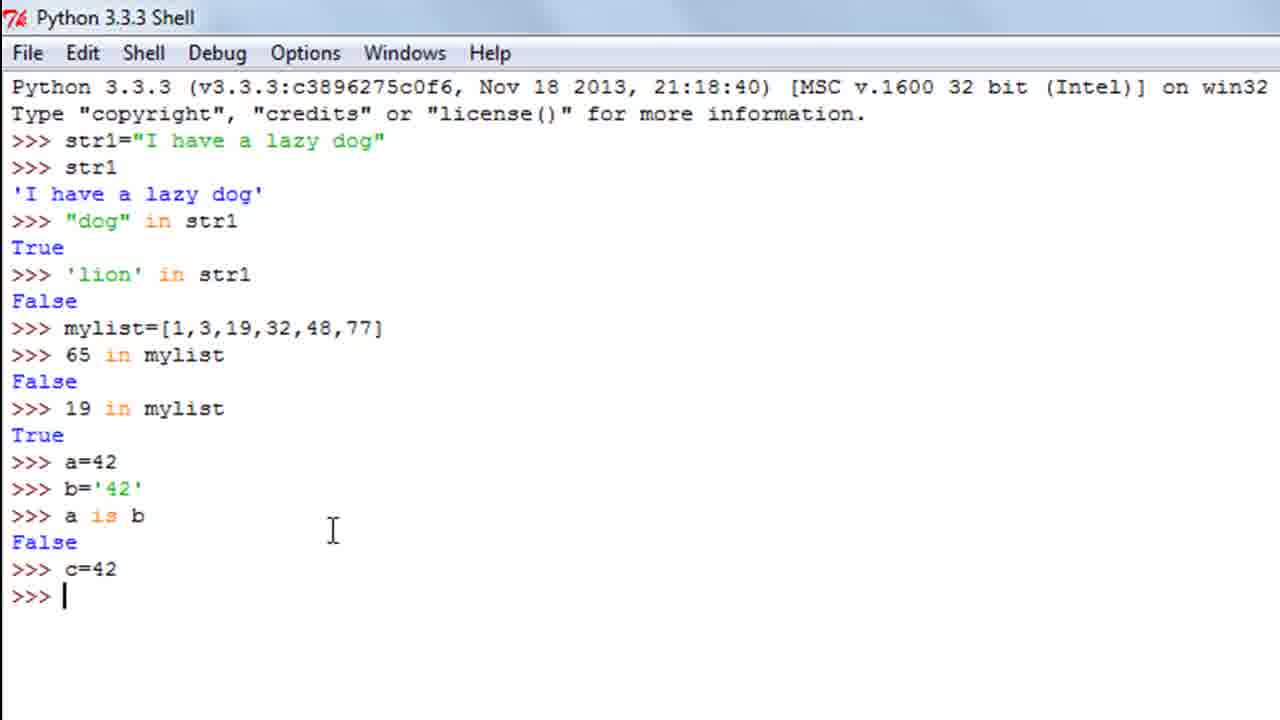 Python 3.3.3 Shell
File Edit Shell Debug Options Windows Help
Python 3.3.3 (v3.3.3:c3896275c0f6, Nov 18 2013, 21:18:40) [MSC v.1600 32 bit (Intel)] on win32
Type "copyright", "credits" or "license()" for more information.
>>> str1="I have a lazy dog"
>>> str1
'I have a lazy dog'
>>> "dog" in str1
True
>>> 'lion' in str1
False
>>> mylist=[1,3,19,32,48,77]
>>> 65 in mylist
False
>>> 19 in mylist
True
>>> a=42
>>> b='42'
>>> a is b
False
>>> c=42
>>>